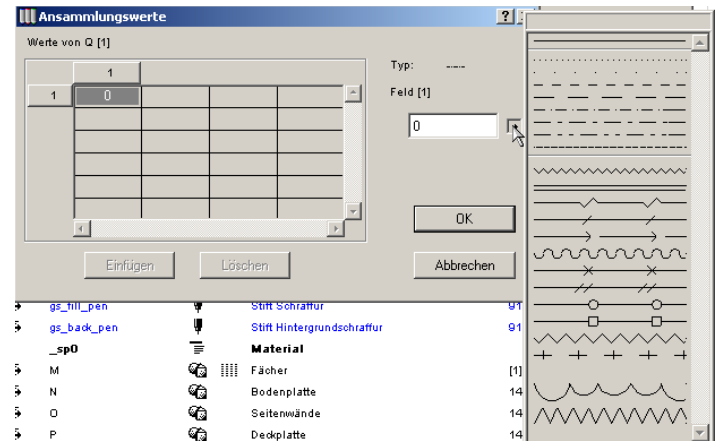 Ansammlungswerte
Werte von Q [1]
1
1 0
Typ:
Feld [1]
0
OK
Einfügen Löschen Abbrechen
gs_fill_pen Stift Schraffur 91
gs_back_pen Stift Hintergrundschraffur 91
_sp0 Material
M Fächer [1]
N Bodenplatte 14
O Seitenwände 14
P Deckplatte 14